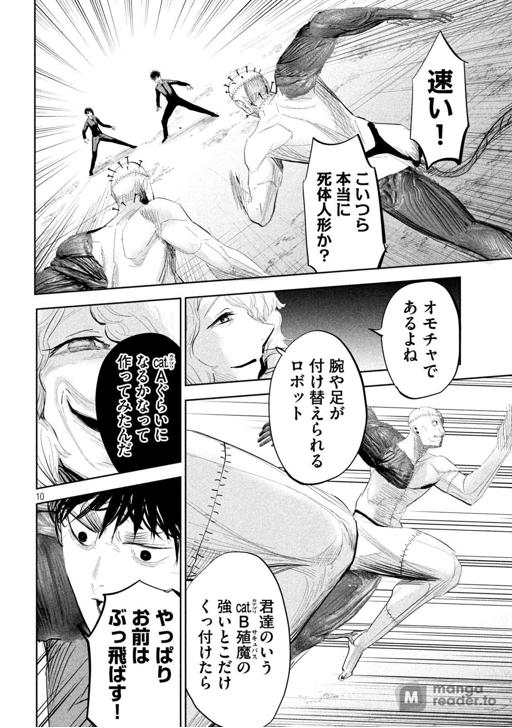 速い！
こいつら
本当に
死体人形か？
オモチャで
あるよね
腕や足が
付け替えられる
ロボット
君達のいう
cat.B殖魔の
強いとこだけ
くっ付けたら
cat.Aぐらいに
なるかなって
作ってみたんだ
やっぱり
お前は
ぶっ飛ばす！
10
M manga
reader.to